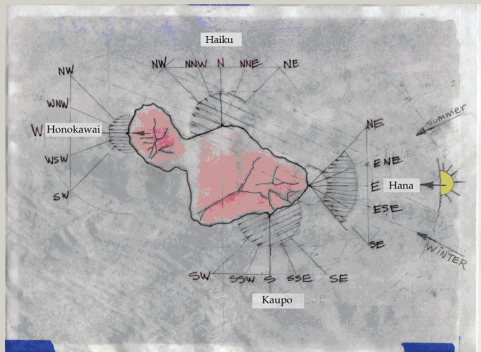 Haiku
NW NNW N NNE NE
NW
WNW
W Honokawai
WSW
SW
summer
NE
ENE
E Hana
ESE
SE
WINTER
SW SSW S SSE SE
Kaupo